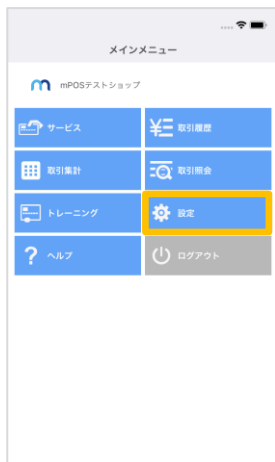 メインメニュー
mPOSテストショップ
サービス
取引履歴
取引集計
取引照会
トレーニング
設定
ヘルプ
ログアウト